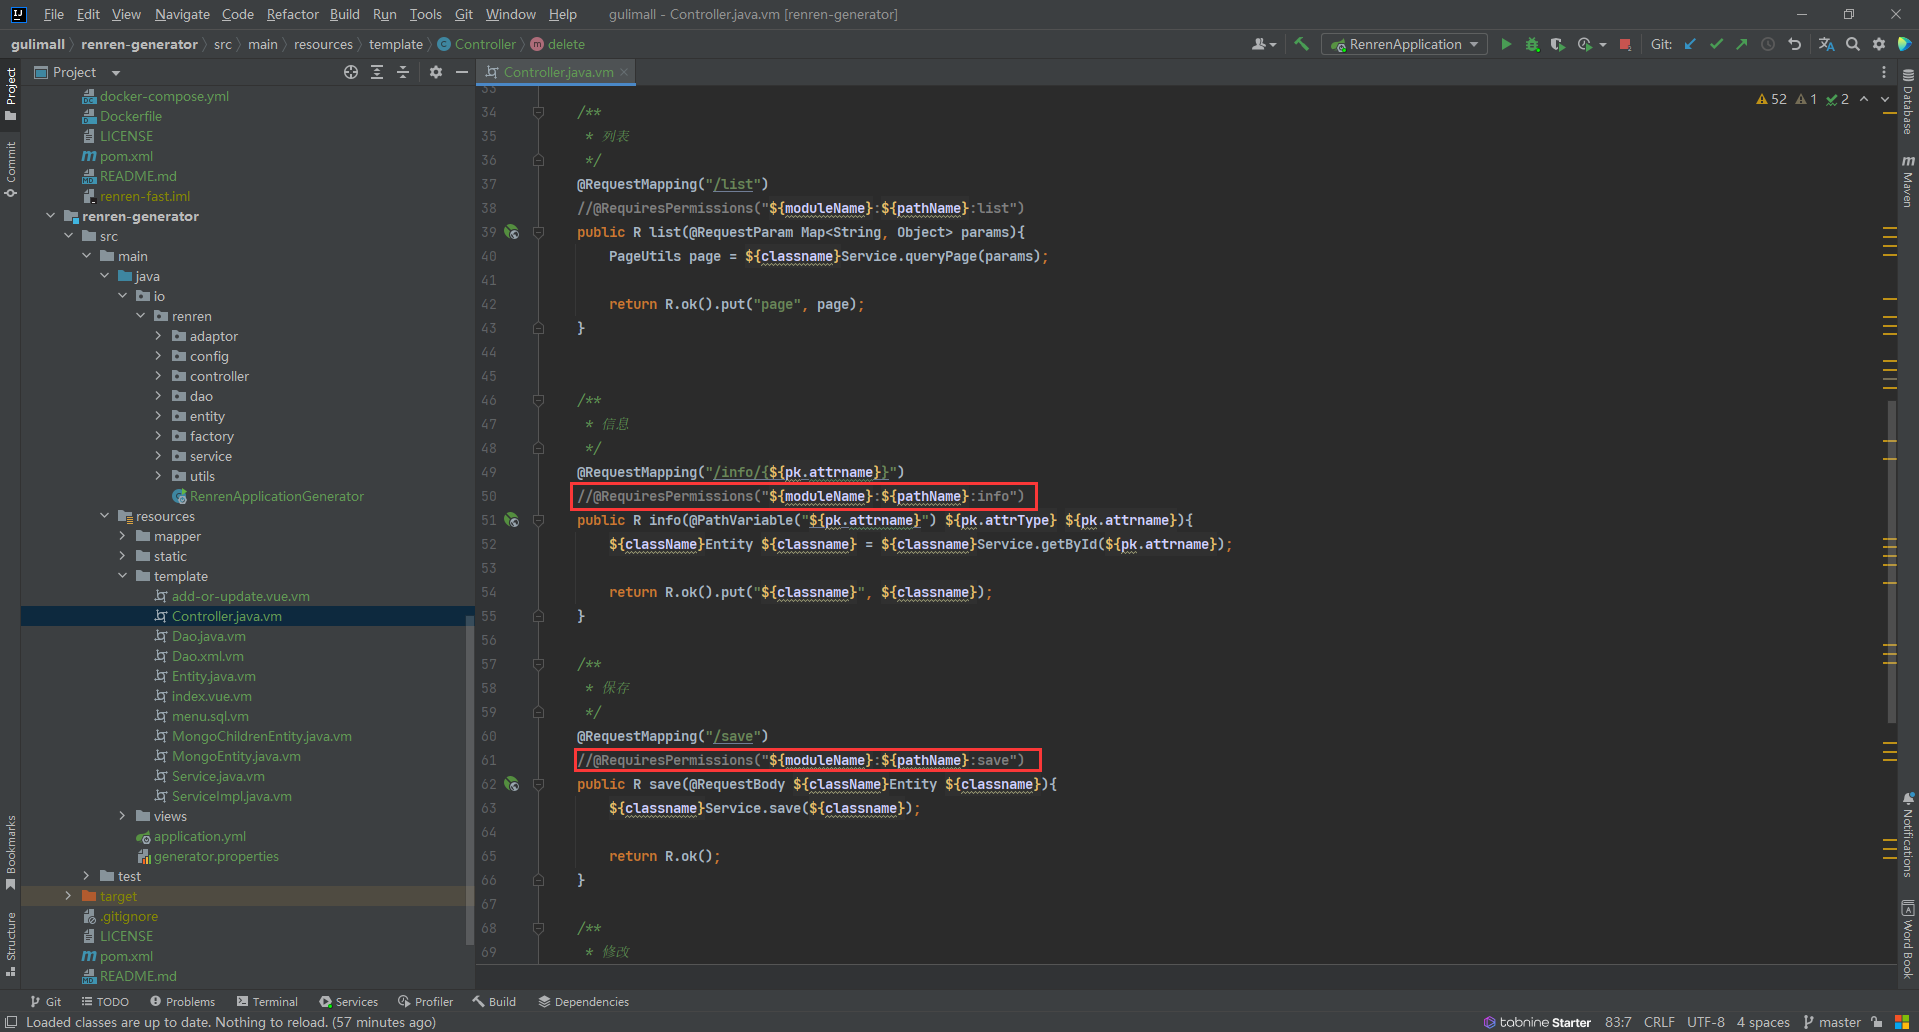 File Edit View Navigate Code Refactor Build Run Tools Git Window Help gulimall - Controller.java.vm [renren-generator]
gulimall renren-generator src main resources template Controller delete RenrenApplication Git:
Project Controller.java.vm
docker-compose.yml
Dockerfile
LICENSE
pom.xml
README.md
renren-fast.iml
renren-generator
src
main
java
io
renren
adaptor
config
controller
dao
entity
factory
service
utils
RenrenApplicationGenerator
resources
mapper
static
template
add-or-update.vue.vm
Controller.java.vm
Dao.java.vm
Dao.xml.vm
Entity.java.vm
index.vue.vm
menu.sql.vm
MongoChildrenEntity.java.vm
MongoEntity.java.vm
Service.java.vm
ServiceImpl.java.vm
views
application.yml
generator.properties
test
target
.gitignore
LICENSE
pom.xml
README.md
Project
Commit
Bookmarks
Structure
52 1 2
33
34 /**
35 * 列表
36 */
37 @RequestMapping("/list")
38 //@RequiresPermissions("${moduleName}:${pathName}:list")
39 public R list(@RequestParam Map<String, Object> params){
40 PageUtils page = ${classname}Service.queryPage(params);
41
42 return R.ok().put("page", page);
43 }
44
45
46 /**
47 * 信息
48 */
49 @RequestMapping("/info/{${pk.attrname}}")
50 //@RequiresPermissions("${moduleName}:${pathName}:info")
51 public R info(@PathVariable("${pk.attrname}") ${pk.attrType} ${pk.attrname}){
52 ${className}Entity ${classname} = ${classname}Service.getById(${pk.attrname});
53
54 return R.ok().put("${classname}", ${classname});
55 }
56
57 /**
58 * 保存
59 */
60 @RequestMapping("/save")
61 //@RequiresPermissions("${moduleName}:${pathName}:save")
62 public R save(@RequestBody ${className}Entity ${classname}){
63 ${classname}Service.save(${classname});
64
65 return R.ok();
66 }
67
68 /**
69 * 修改
Database
Maven
Notifications
Word Book
Git TODO Problems Terminal Services Profiler Build Dependencies
Loaded classes are up to date. Nothing to reload. (57 minutes ago) tabnine Starter 83:7 CRLF UTF-8 4 spaces master